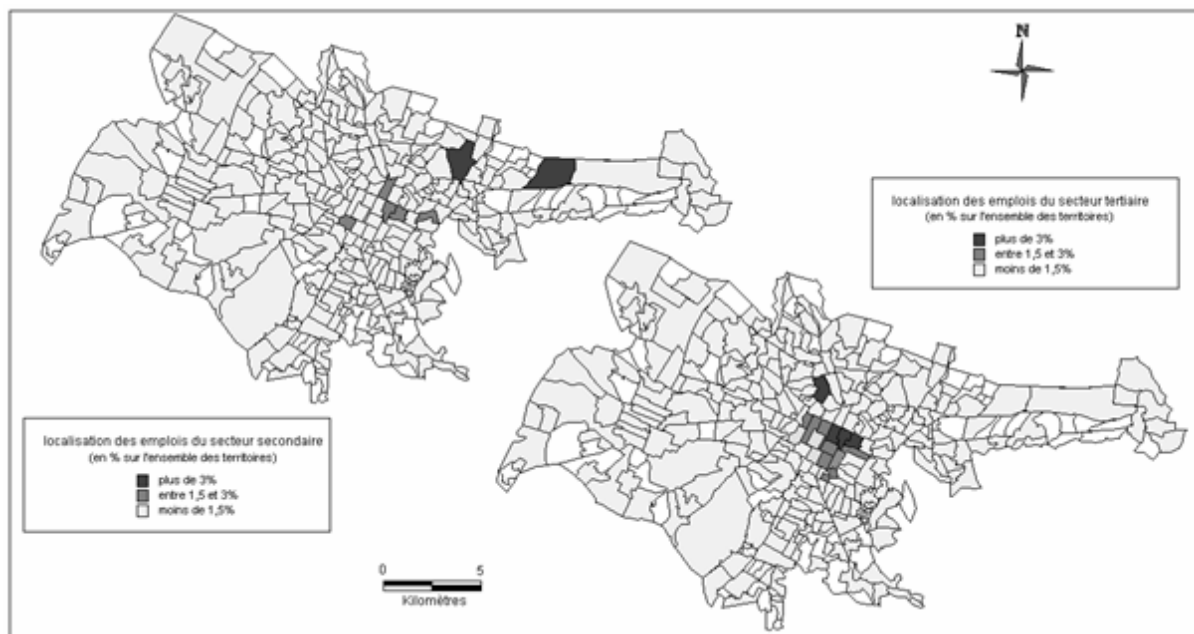 N
localisation des emplois du secteur tertiaire
(en % sur l'ensemble des territoires)
plus de 3%
entre 1,5 et 3%
moins de 1,5%
localisation des emplois du secteur secondaire
(en % sur l'ensemble des territoires)
plus de 3%
entre 1,5 et 3%
moins de 1,5%
0 5
Kilomètres